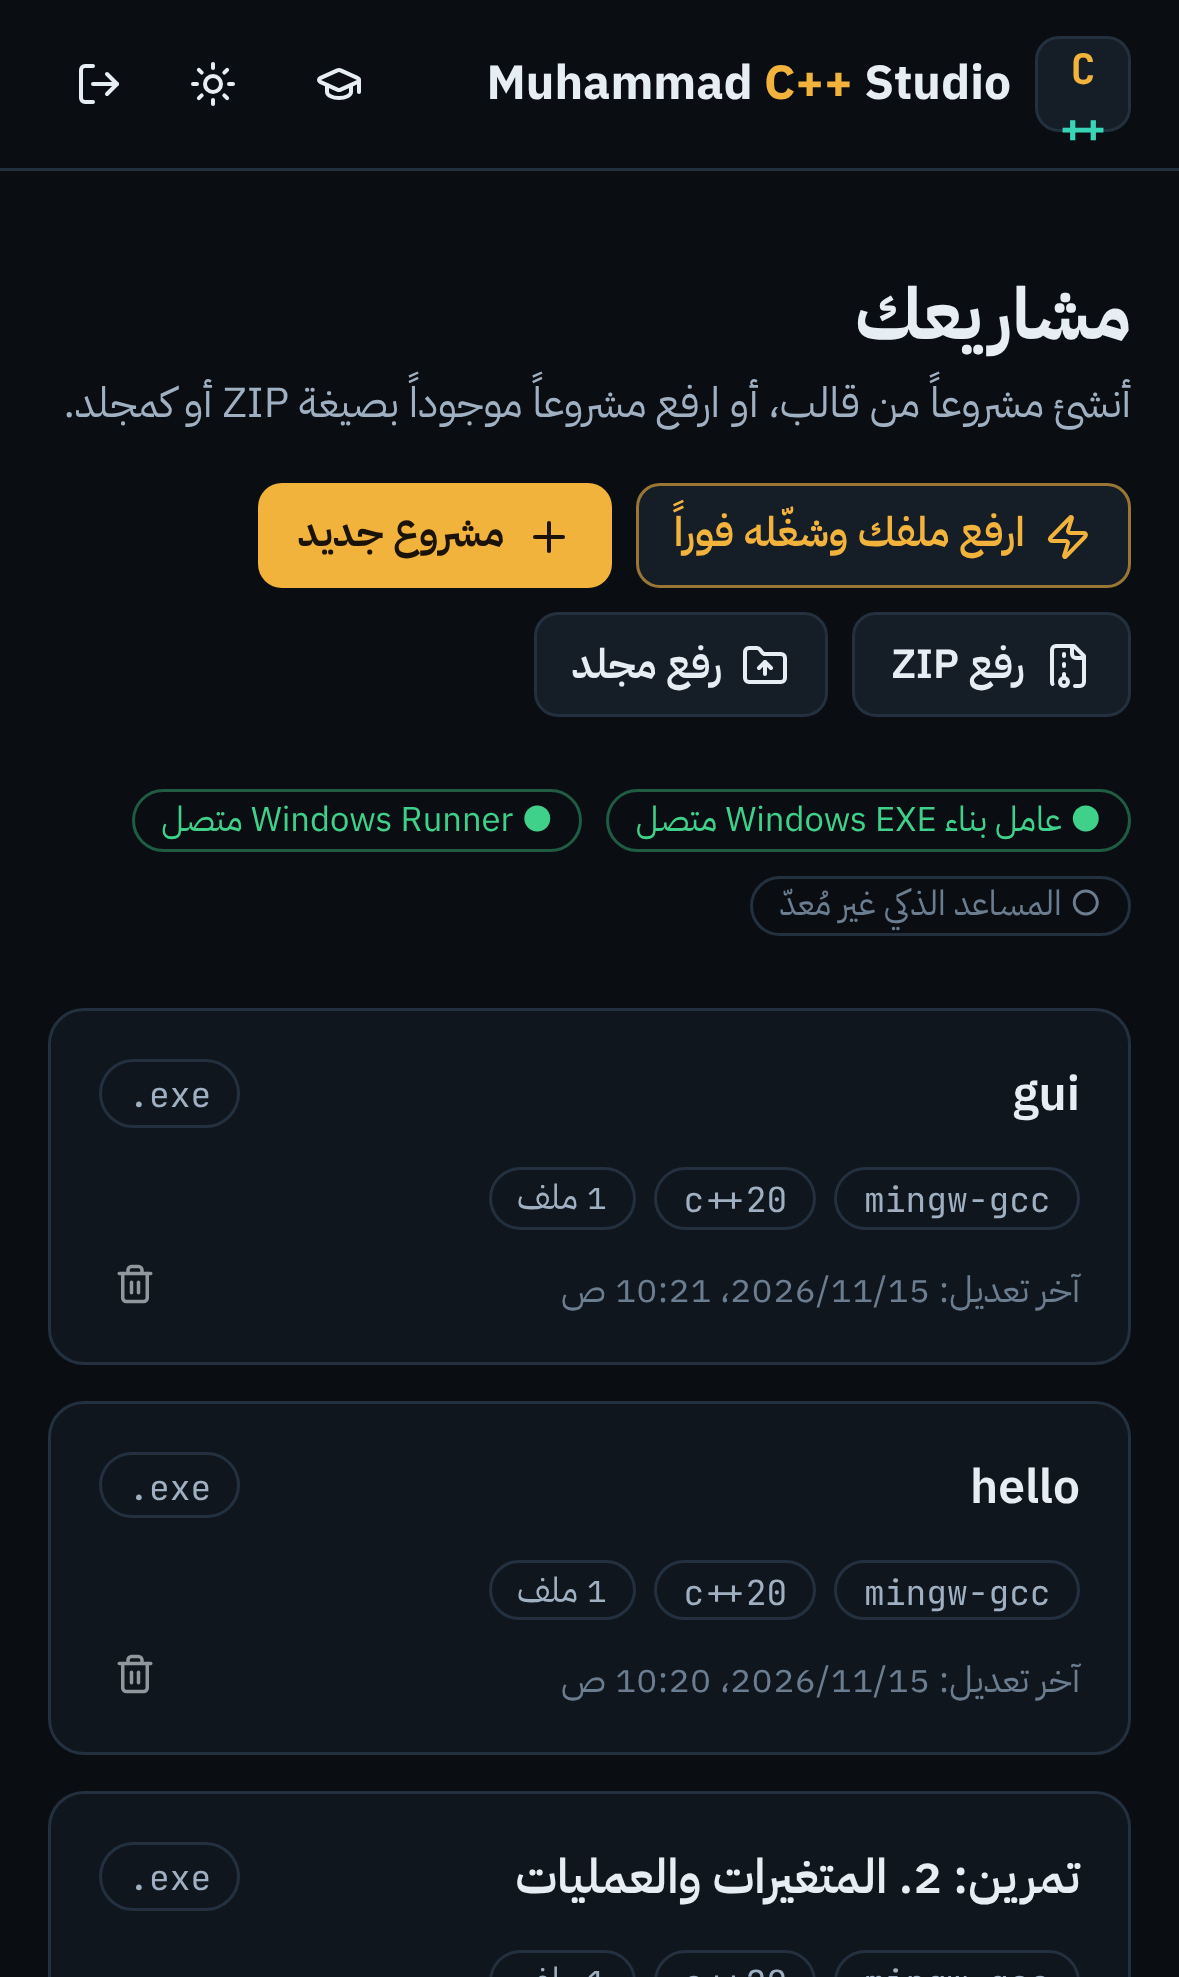 C
++
Muhammad C++ Studio
مشاريعك
أنشئ مشروعاً من قالب، أو ارفع مشروعاً موجوداً بصيغة ZIP أو كمجلد.
ارفع ملفك وشغّله فوراً
مشروع جديد
رفع ZIP
رفع مجلد
عامل بناء Windows EXE متصل
Windows Runner متصل
المساعد الذكي غير مُعدّ
gui
.exe
mingw-gcc
c++20
1 ملف
آخر تعديل: 2026/11/15، 10:21 ص
hello
.exe
mingw-gcc
c++20
1 ملف
آخر تعديل: 2026/11/15، 10:20 ص
تمرين: 2. المتغيرات والعمليات
.exe